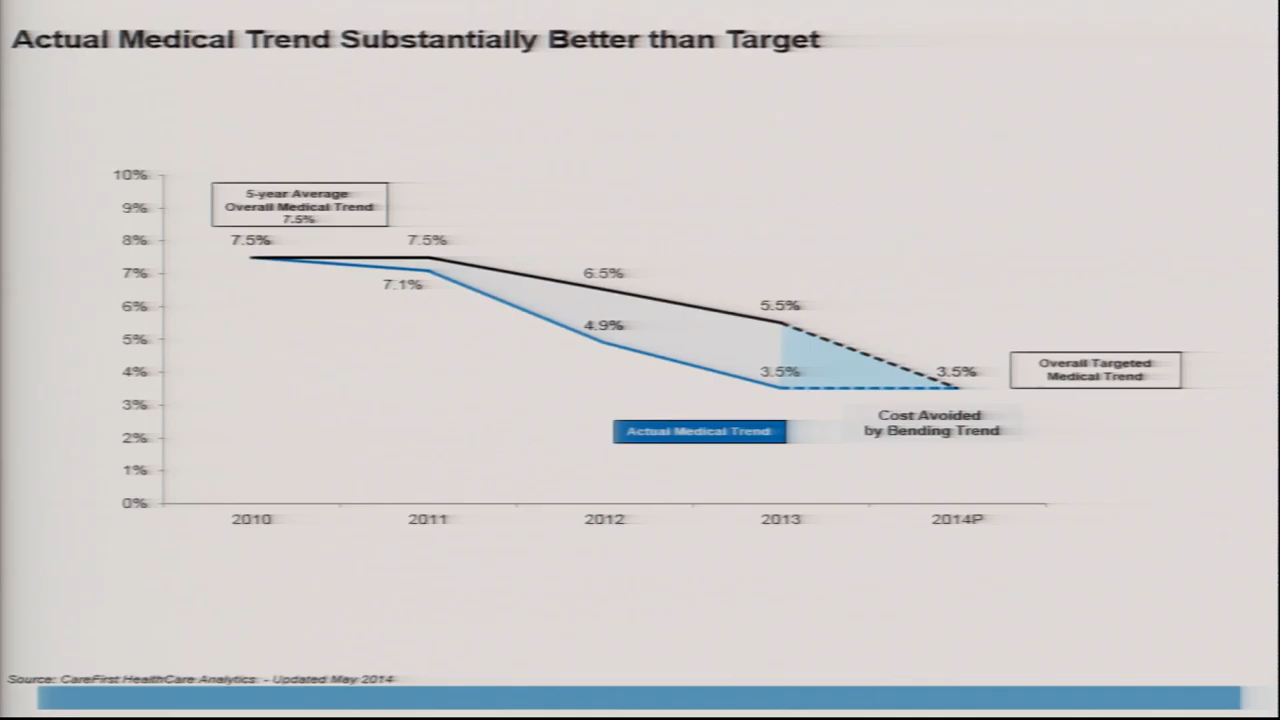 Actual Medical Trend Substantially Better than Target
10%
9%
8%
7%
6%
5%
4%
3%
2%
1%
0%
5-year Average
Overall Medical Trend
7.5%
7.5%
7.5%
7.1%
6.5%
4.9%
5.5%
3.5%
3.5%
Overall Targeted
Medical Trend
Actual Medical Trend
Cost Avoided
by Bending Trend
2010
2011
2012
2013
2014P
Source: CareFirst HealthCare Analytics - Updated May 2014